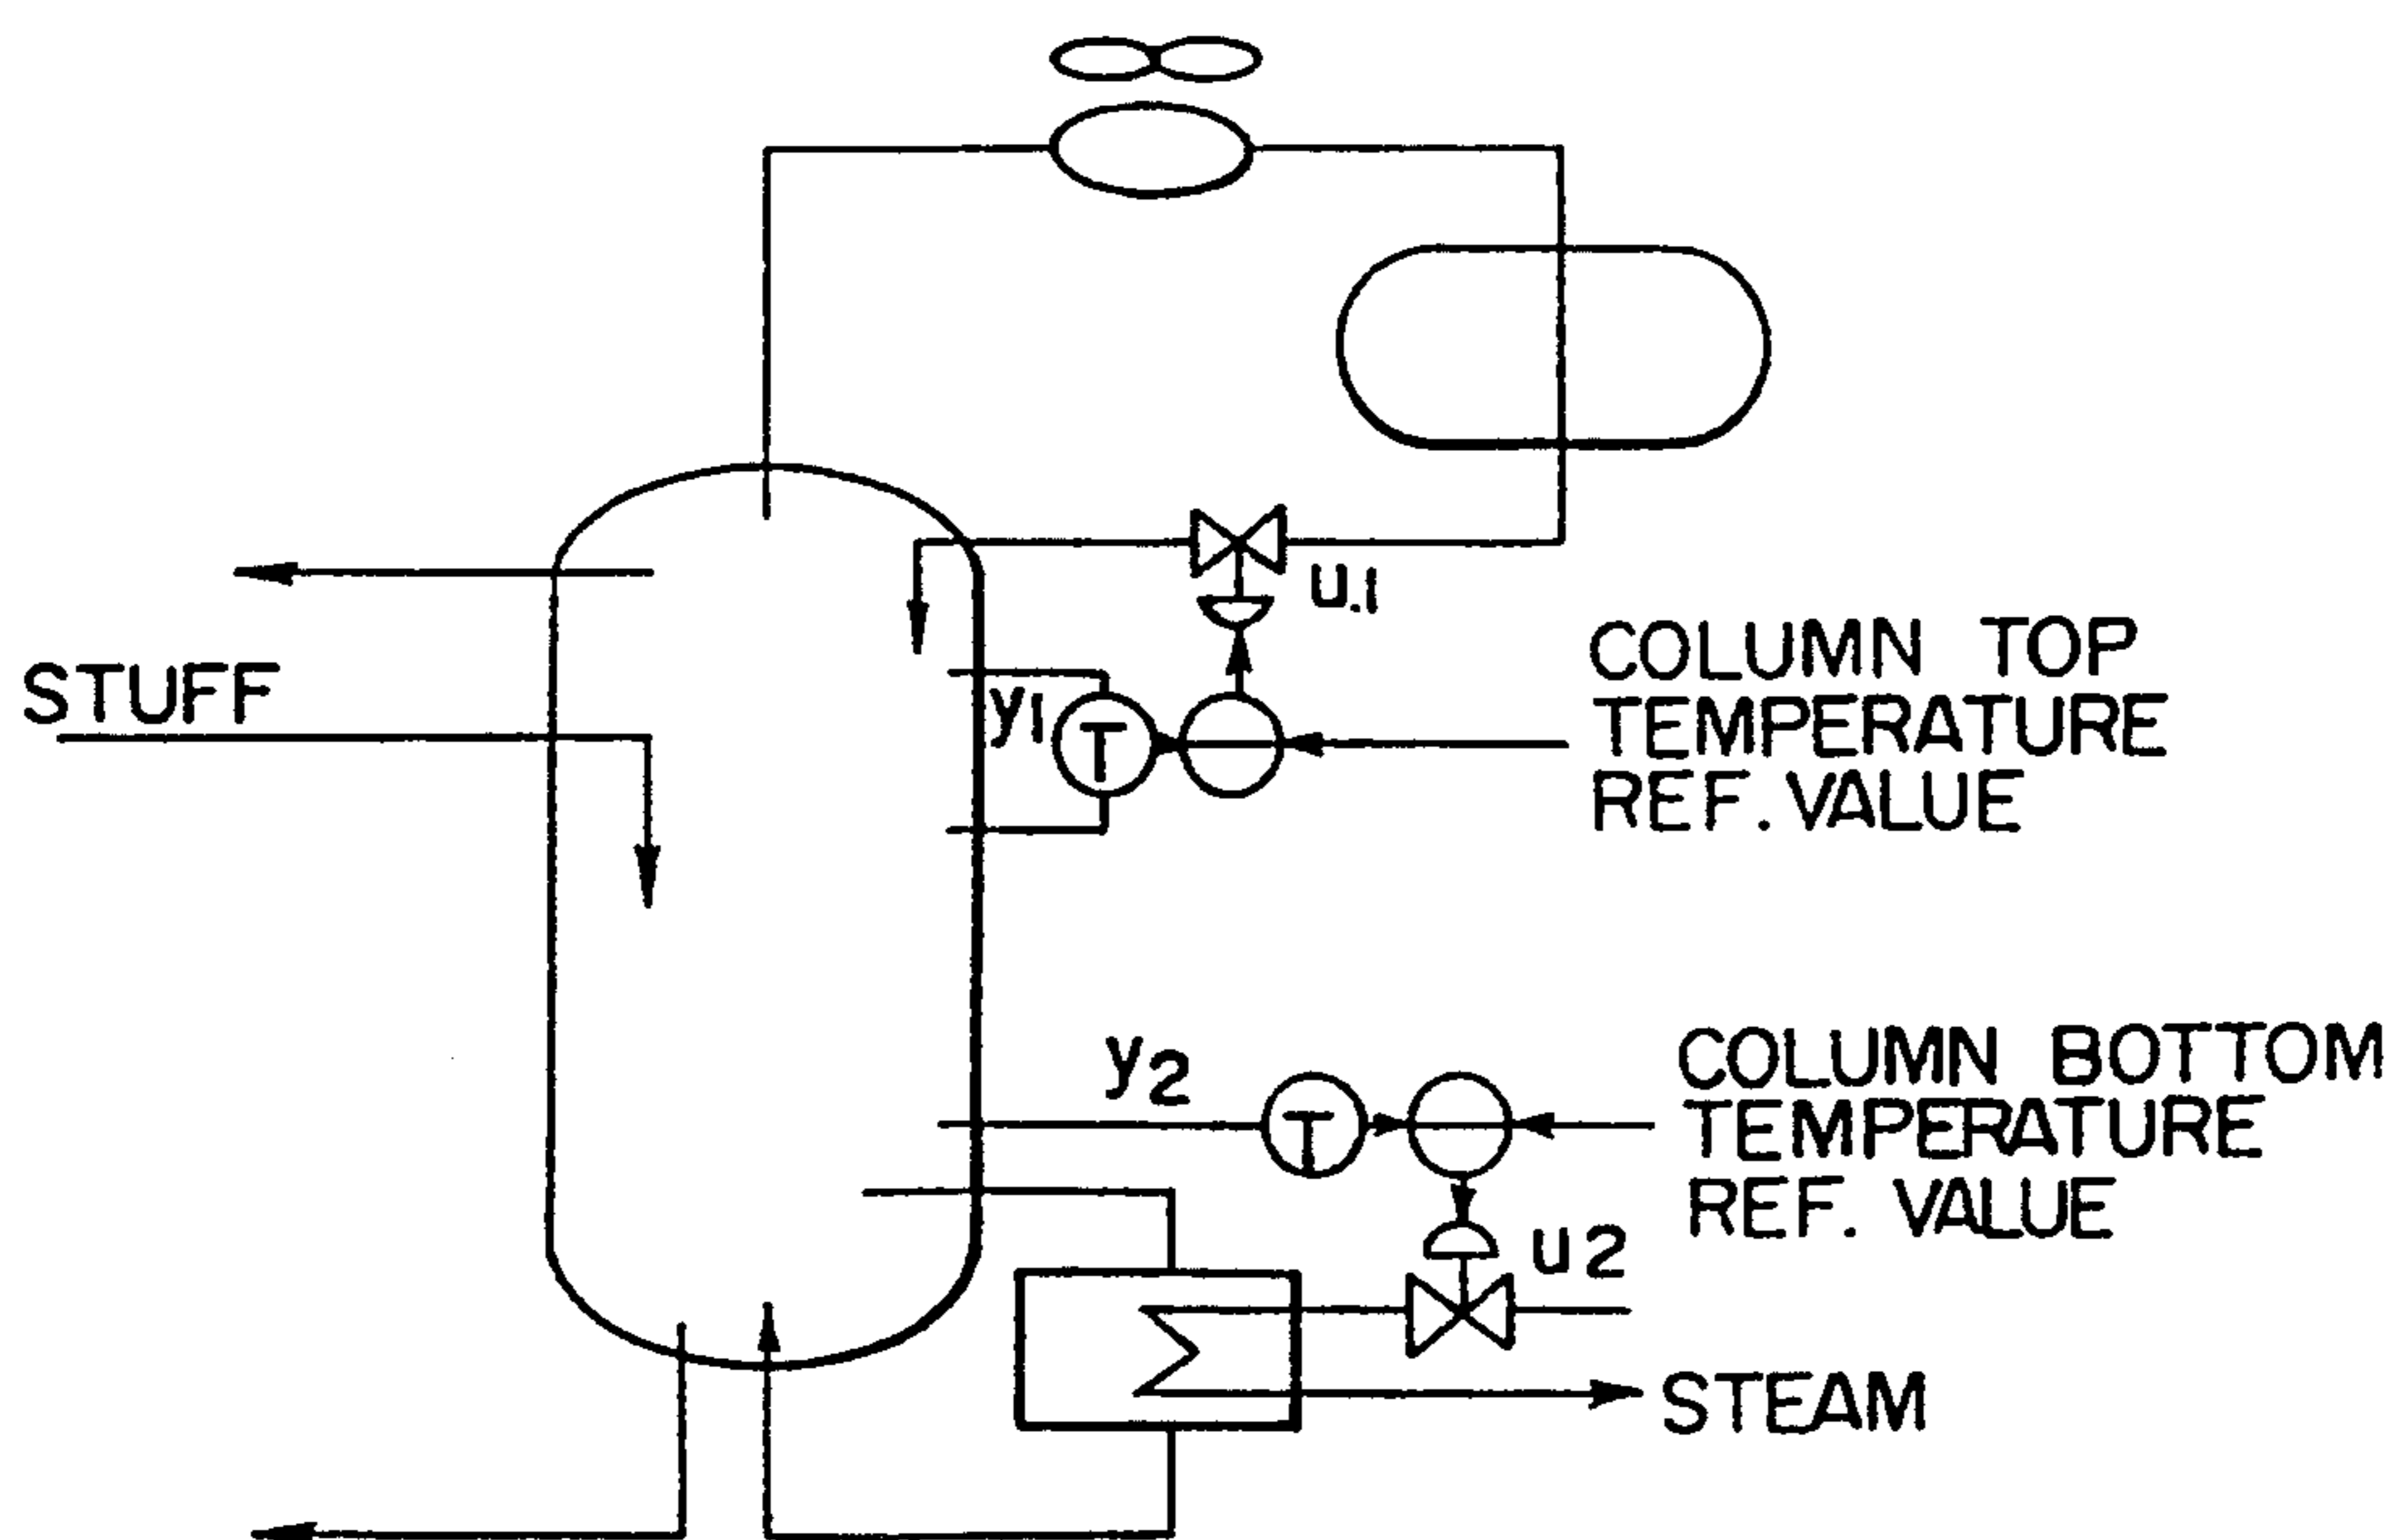 u.1
COLUMN TOP
TEMPERATURE
REF. VALUE
STUFF
y1
T
y2
T
COLUMN BOTTOM
TEMPERATURE
REF. VALUE
u2
STEAM